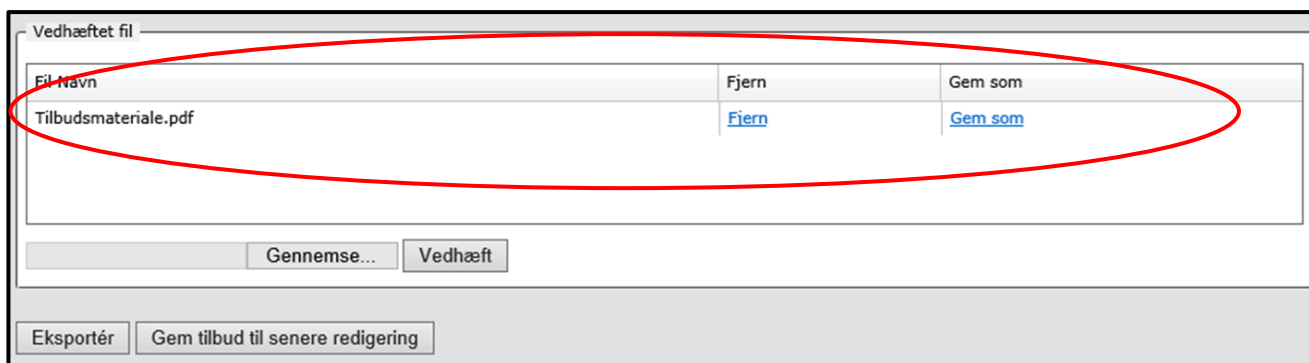 Vedhæftet fil
Fil Navn Fjern Gem som
Tilbudsmateriale.pdf Fjern Gem som
Gennemse... Vedhæft
Eksportér Gem tilbud til senere redigering